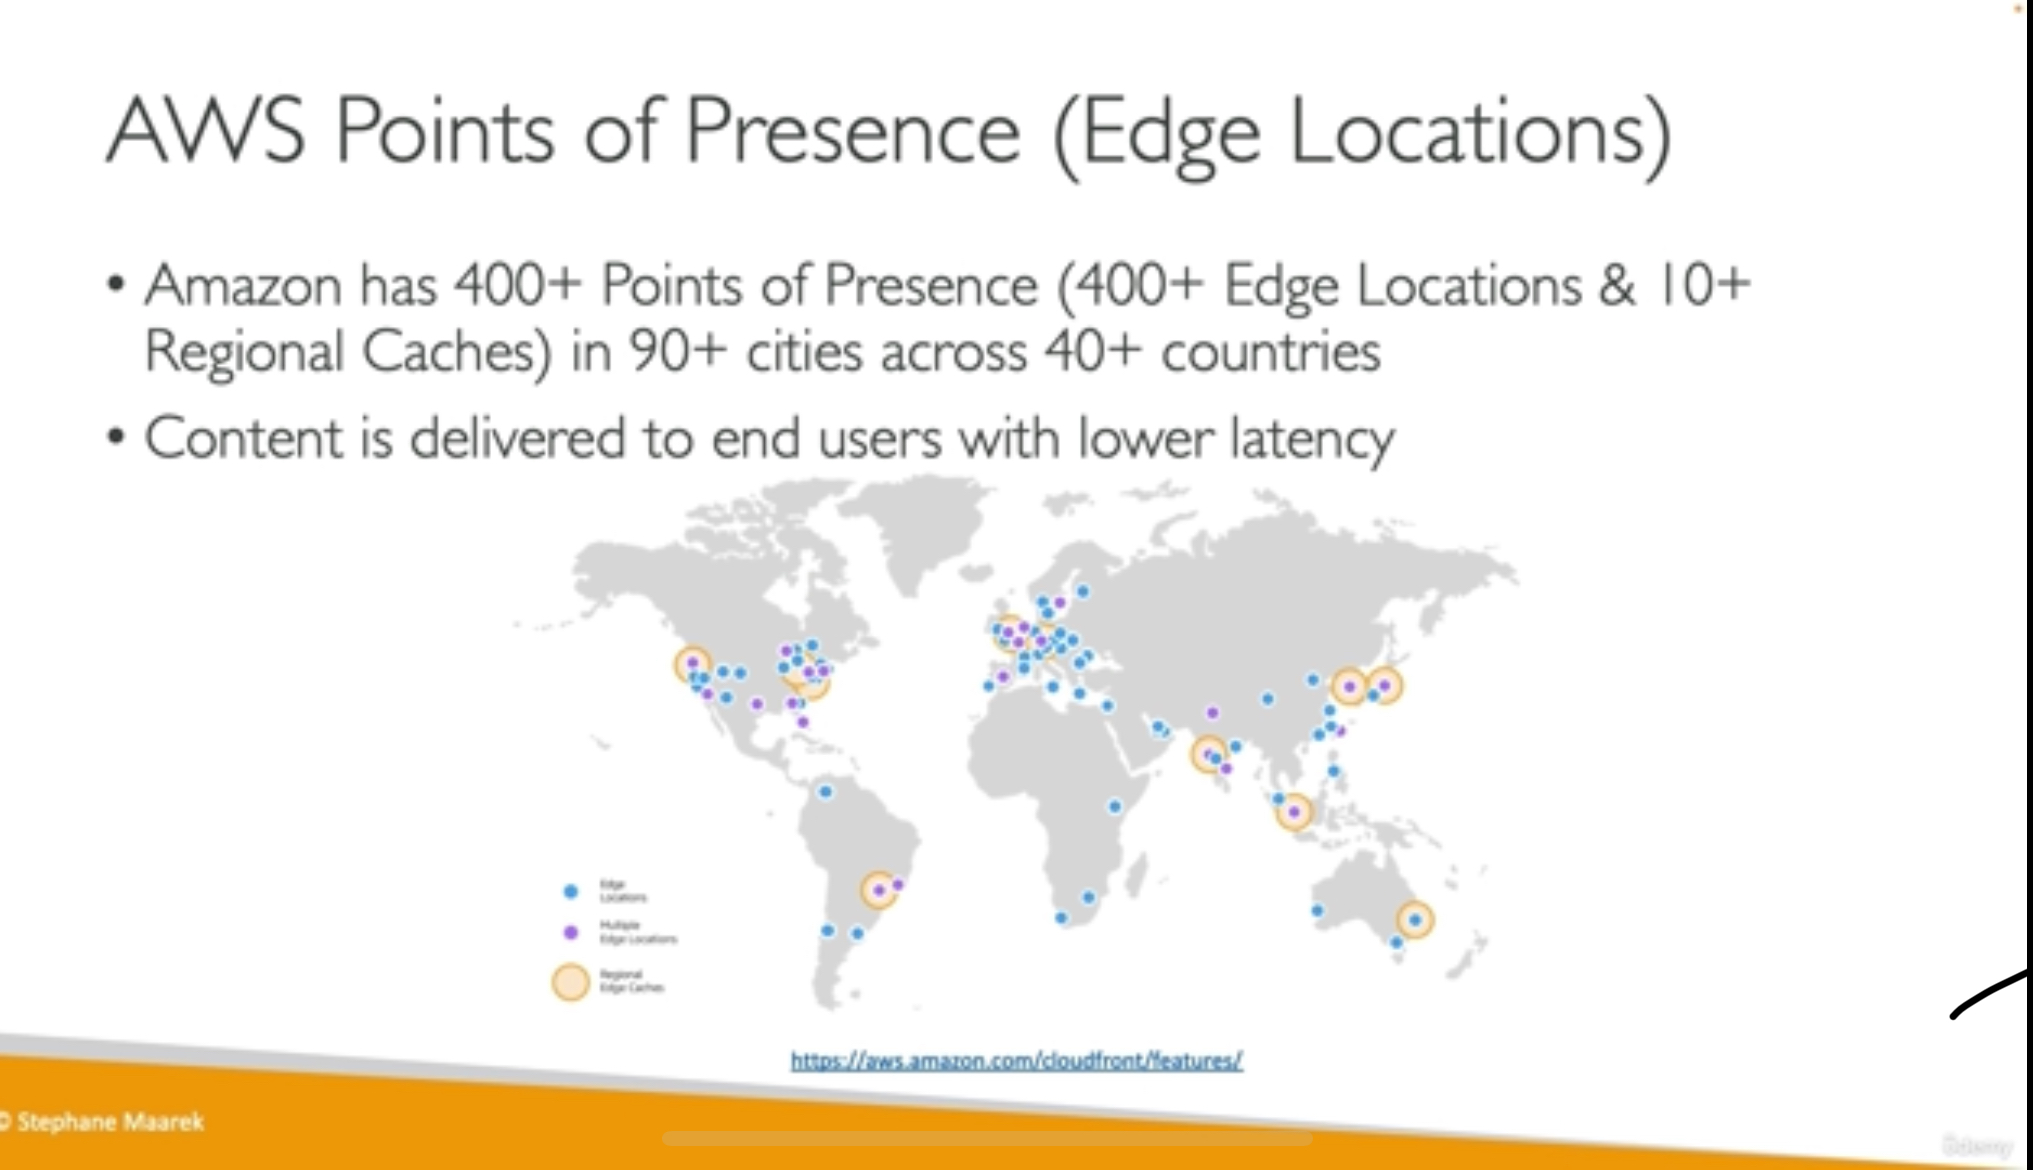 AWS Points of Presence (Edge Locations)
• Amazon has 400+ Points of Presence (400+ Edge Locations & 10+
Regional Caches) in 90+ cities across 40+ countries
• Content is delivered to end users with lower latency
Edge
Locations
Multiple
Edge Locations
Regional
Edge Caches
https://aws.amazon.com/cloudfront/features/
© Stephane Maarek
Udemy